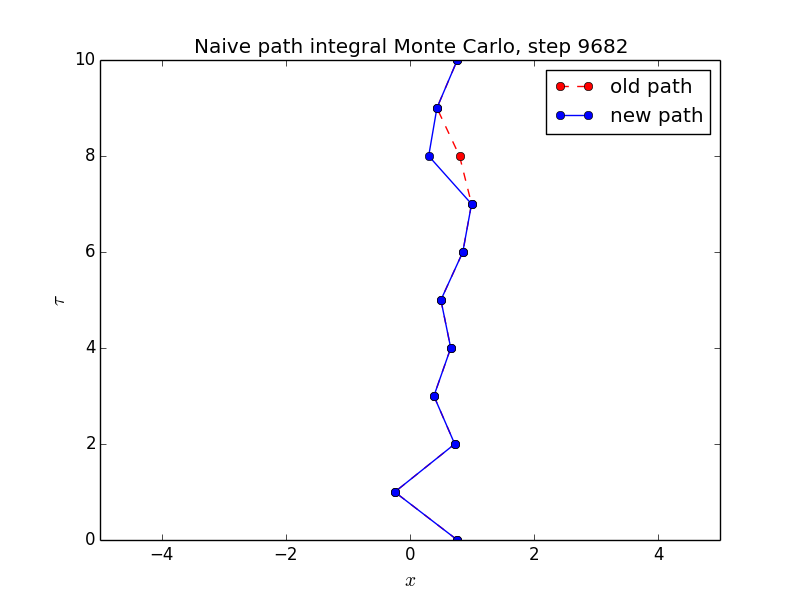 Naive path integral Monte Carlo, step 9682
10
old path
new path
8
6
τ
4
2
0
−4 −2 0 2 4
x